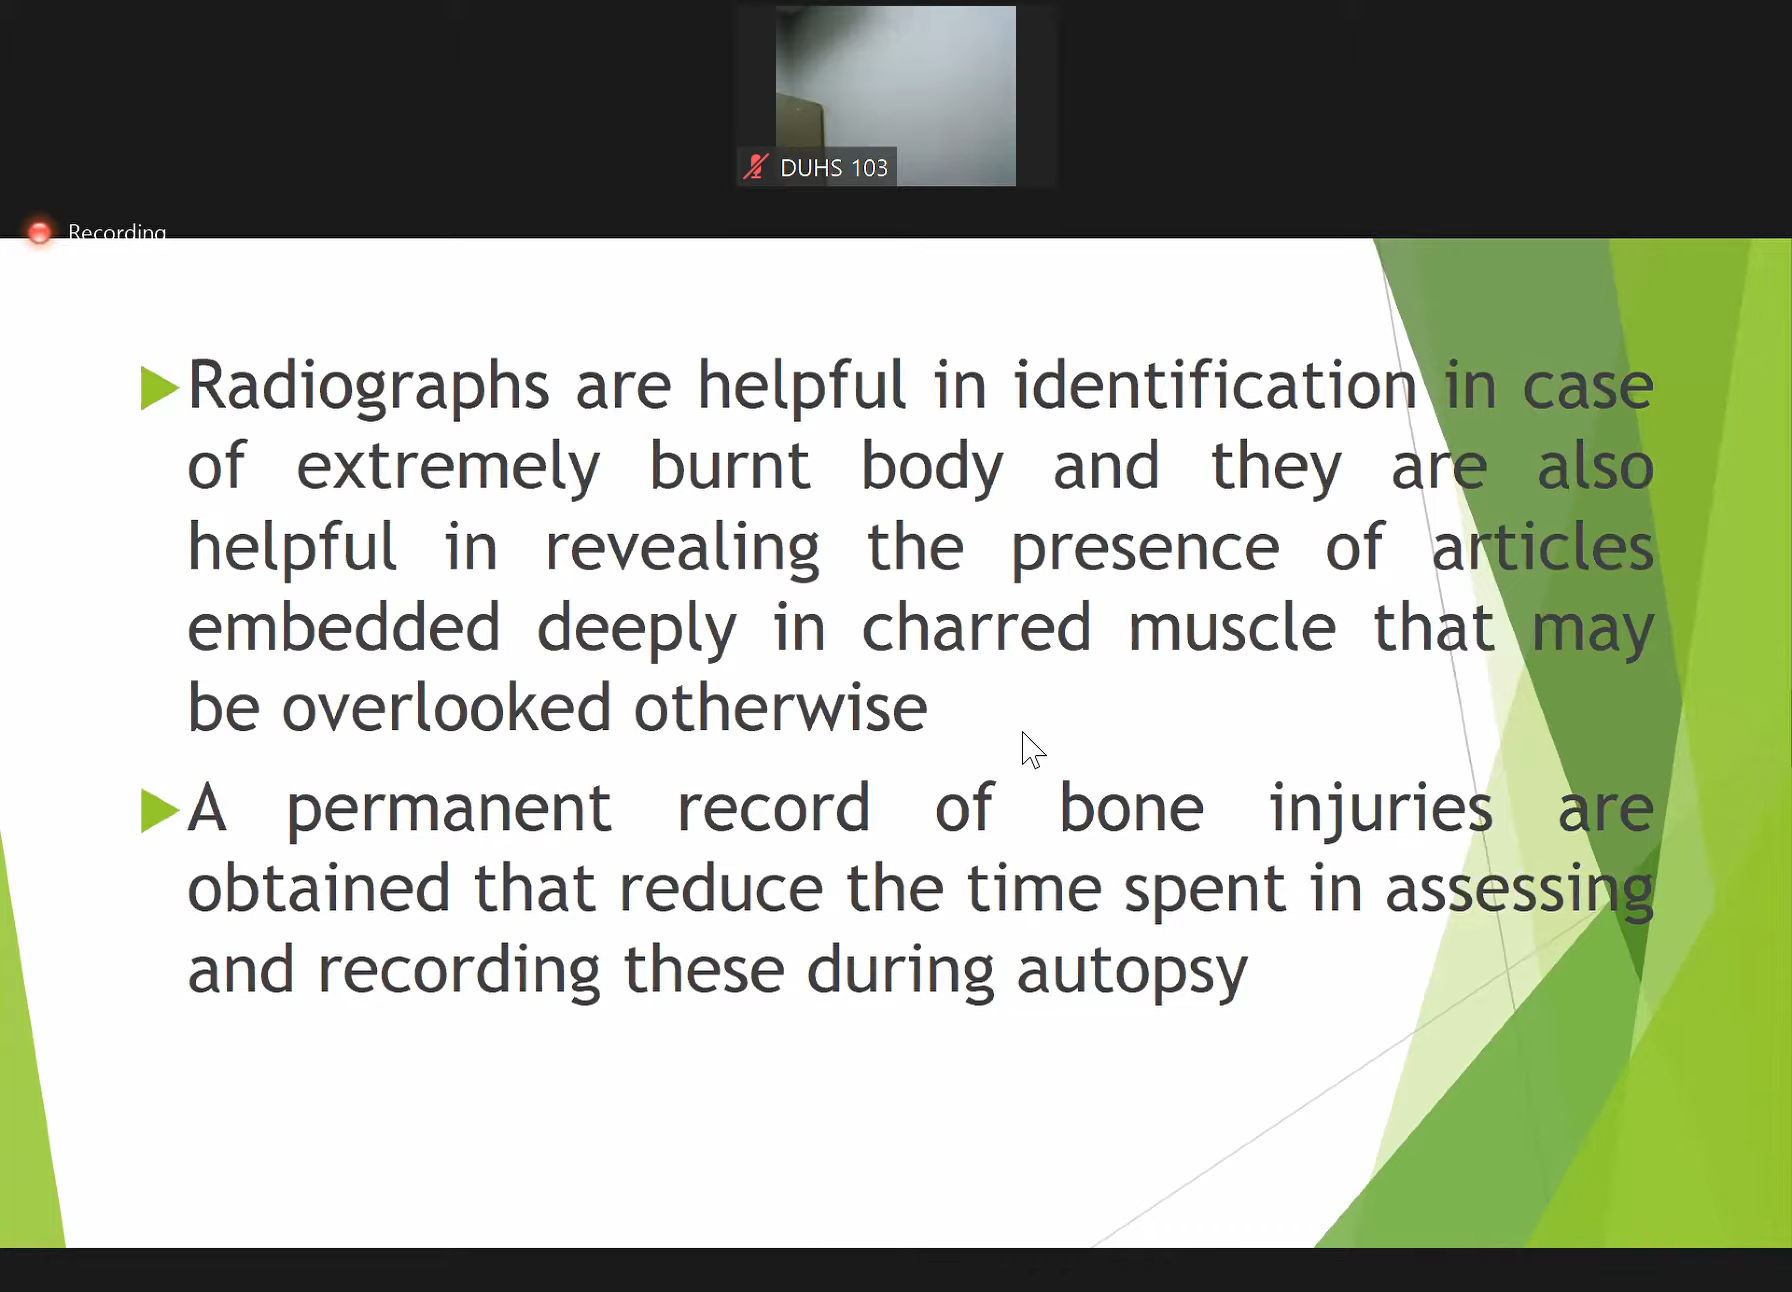 DUHS 103
Recording
Radiographs are helpful in identification in case
of extremely burnt body and they are also
helpful in revealing the presence of articles
embedded deeply in charred muscle that may
be overlooked otherwise
A permanent record of bone injuries are
obtained that reduce the time spent in assessing
and recording these during autopsy